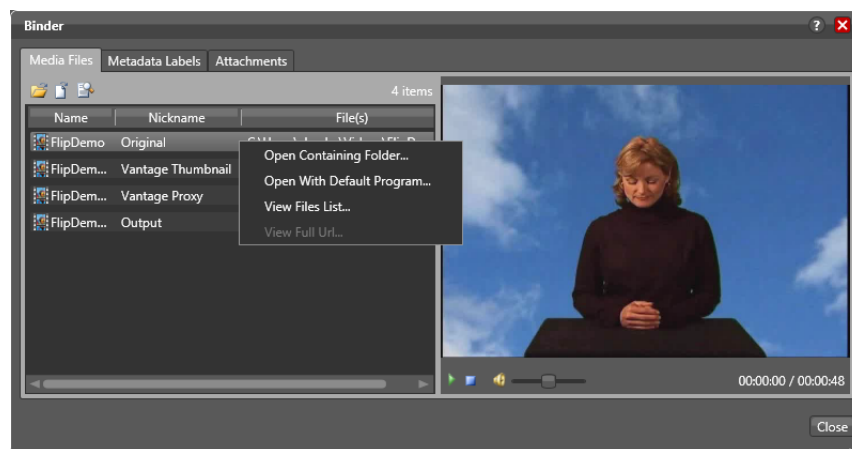 Binder
?
Media Files Metadata Labels Attachments
4 items
Name Nickname File(s)
FlipDemo Original
Open Containing Folder...
FlipDem... Vantage Thumbnail
Open With Default Program...
FlipDem... Vantage Proxy
View Files List...
FlipDem... Output
View Full Url...
00:00:00 / 00:00:48
Close